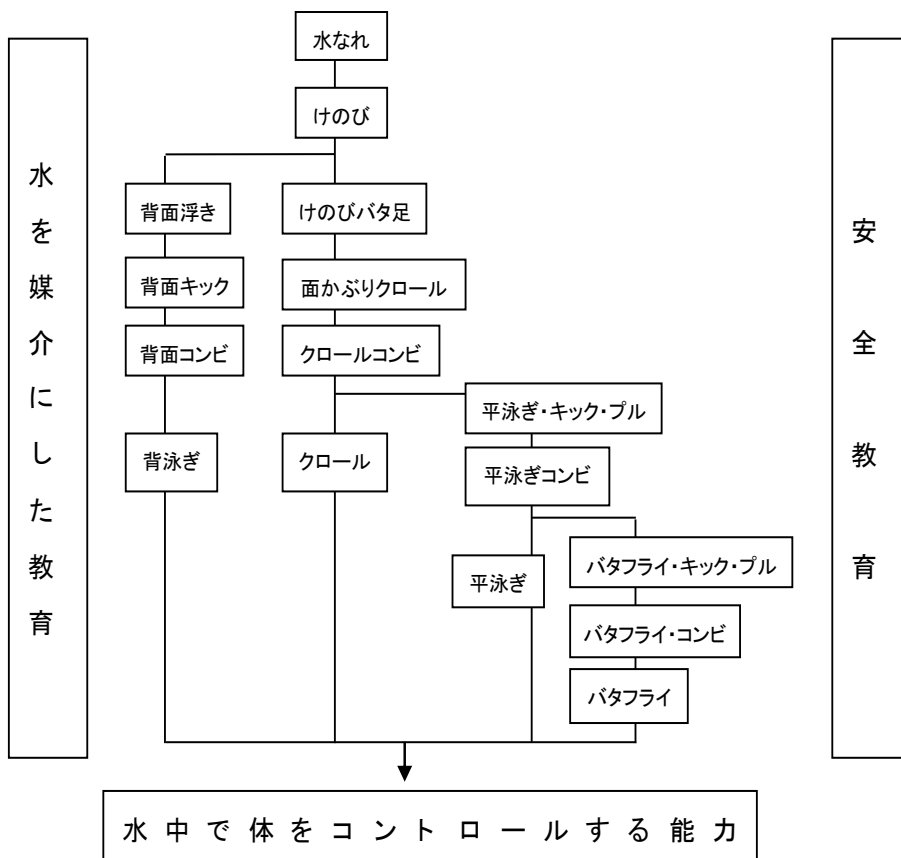 水なれ
けのび
水を媒介にした教育
安全教育
背面浮き
けのびバタ足
背面キック
面かぶりクロール
背面コンビ
クロールコンビ
平泳ぎ・キック・プル
背泳ぎ
クロール
平泳ぎコンビ
平泳ぎ
バタフライ・キック・プル
バタフライ・コンビ
バタフライ
水中で体をコントロールする能力